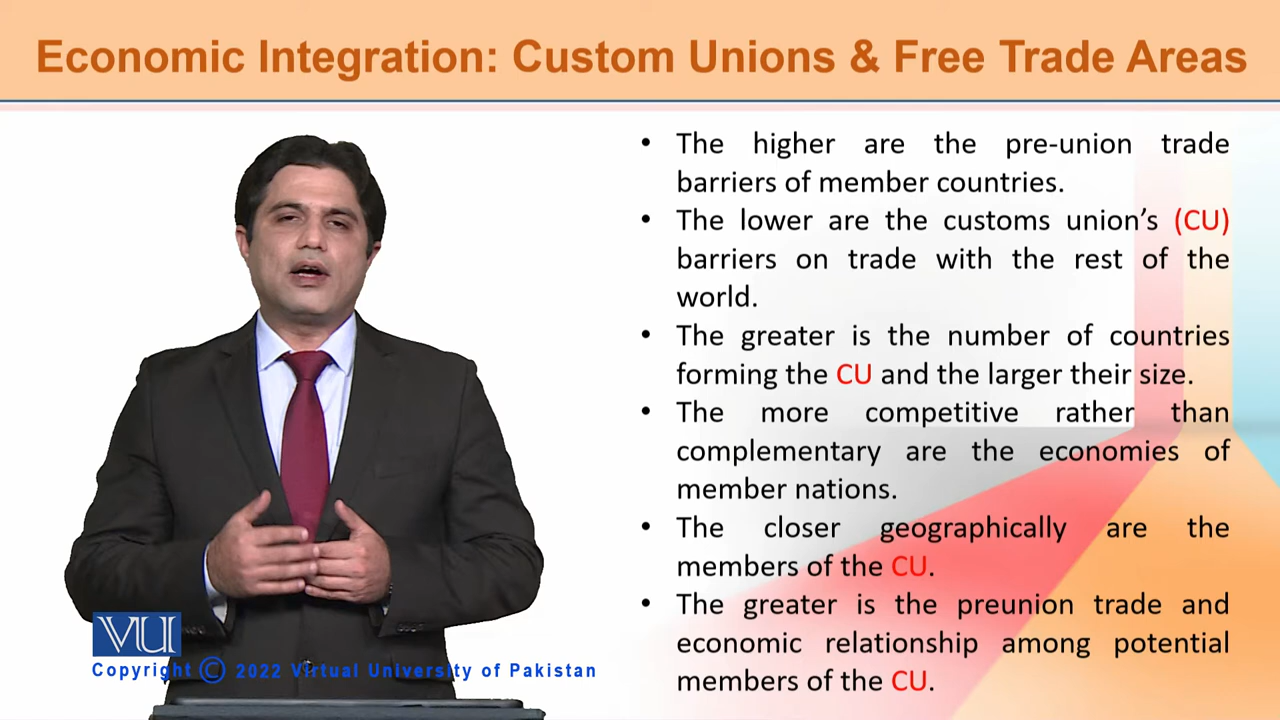 Economic Integration: Custom Unions & Free Trade Areas
• The higher are the pre-union trade
barriers of member countries.
• The lower are the customs union’s (CU)
barriers on trade with the rest of the
world.
• The greater is the number of countries
forming the CU and the larger their size.
• The more competitive rather than
complementary are the economies of
member nations.
• The closer geographically are the
members of the CU.
• The greater is the preunion trade and
economic relationship among potential
members of the CU.
VU
Copyright © 2022 Virtual University of Pakistan